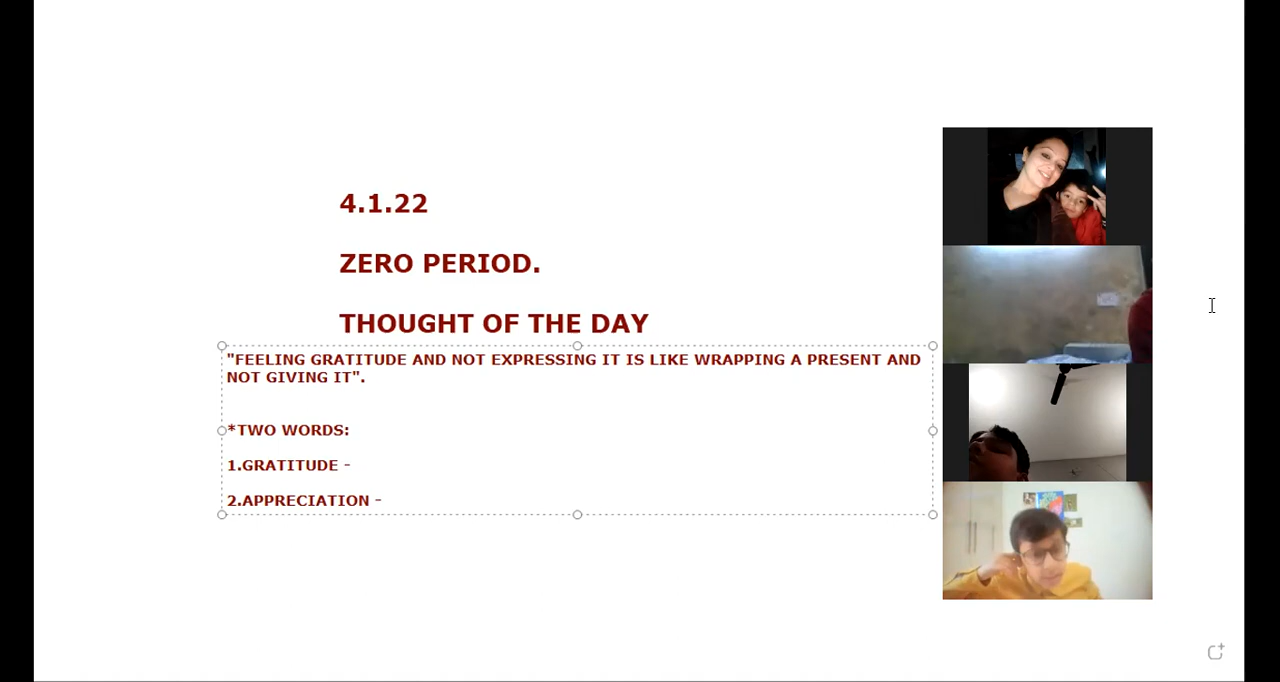 4.1.22
ZERO PERIOD.
THOUGHT OF THE DAY
"FEELING GRATITUDE AND NOT EXPRESSING IT IS LIKE WRAPPING A PRESENT AND
NOT GIVING IT".
*TWO WORDS:
1.GRATITUDE -
2.APPRECIATION -